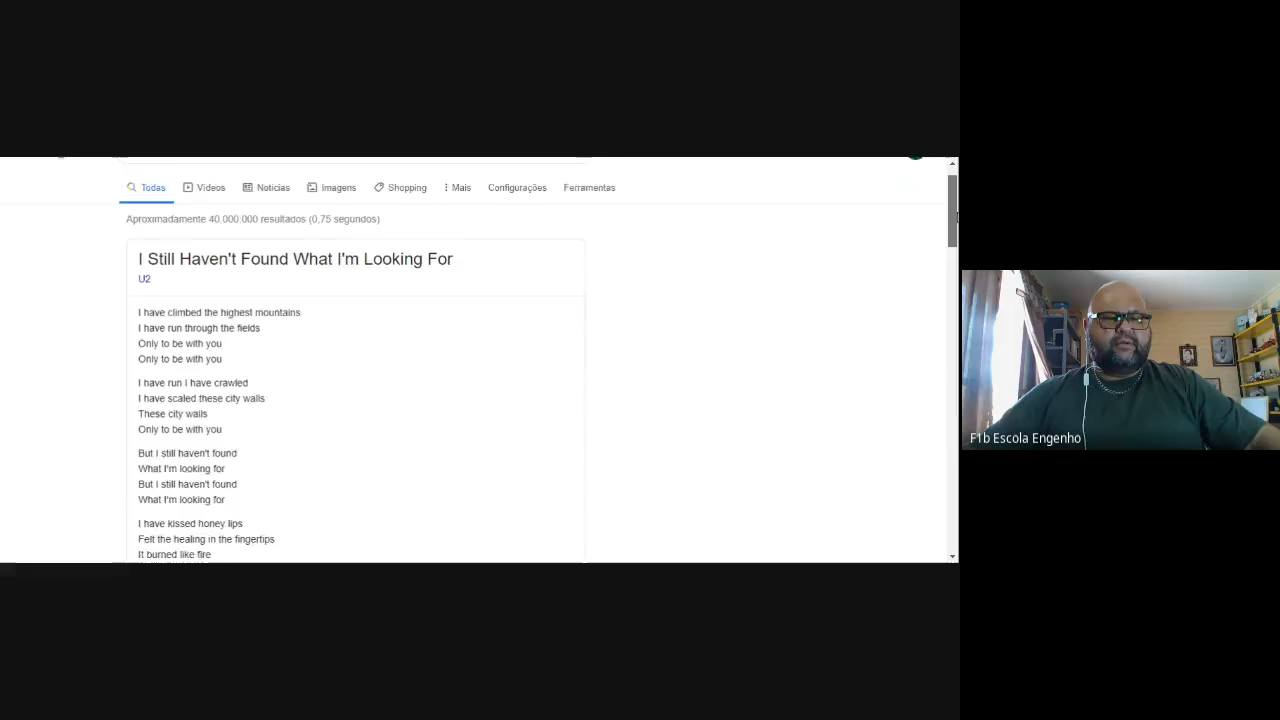 Todas Vídeos Notícias Imagens Shopping Mais Configurações Ferramentas
Aproximadamente 40.000.000 resultados (0,75 segundos)
I Still Haven't Found What I'm Looking For
U2
I have climbed the highest mountains
I have run through the fields
Only to be with you
Only to be with you
I have run I have crawled
I have scaled these city walls
These city walls
Only to be with you
But I still haven't found
What I'm looking for
But I still haven't found
What I'm looking for
I have kissed honey lips
Felt the healing in the fingertips
It burned like fire
F1b Escola Engenho